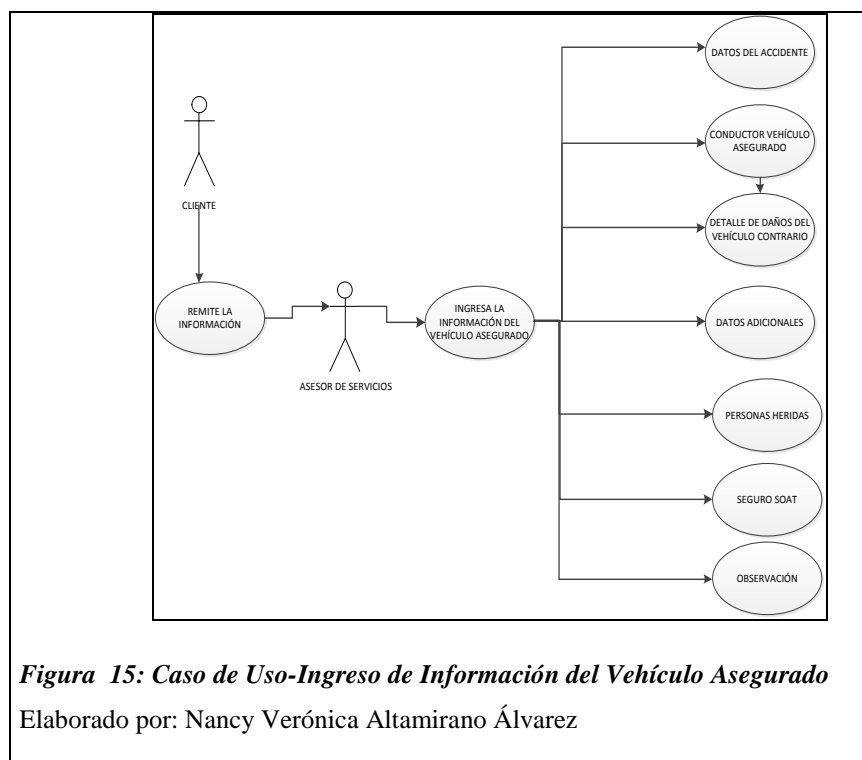 DATOS DEL ACCIDENTE
CONDUCTOR VEHÍCULO
ASEGURADO
CLIENTE
DETALLE DE DAÑOS DEL
VEHÍCULO CONTRARIO
REMITE LA
INFORMACIÓN
INGRESA LA
INFORMACIÓN DEL
VEHÍCULO ASEGURADO
DATOS ADICIONALES
ASESOR DE SERVICIOS
PERSONAS HERIDAS
SEGURO SOAT
OBSERVACIÓN
Figura 15: Caso de Uso-Ingreso de Información del Vehículo Asegurado
Elaborado por: Nancy Verónica Altamirano Álvarez